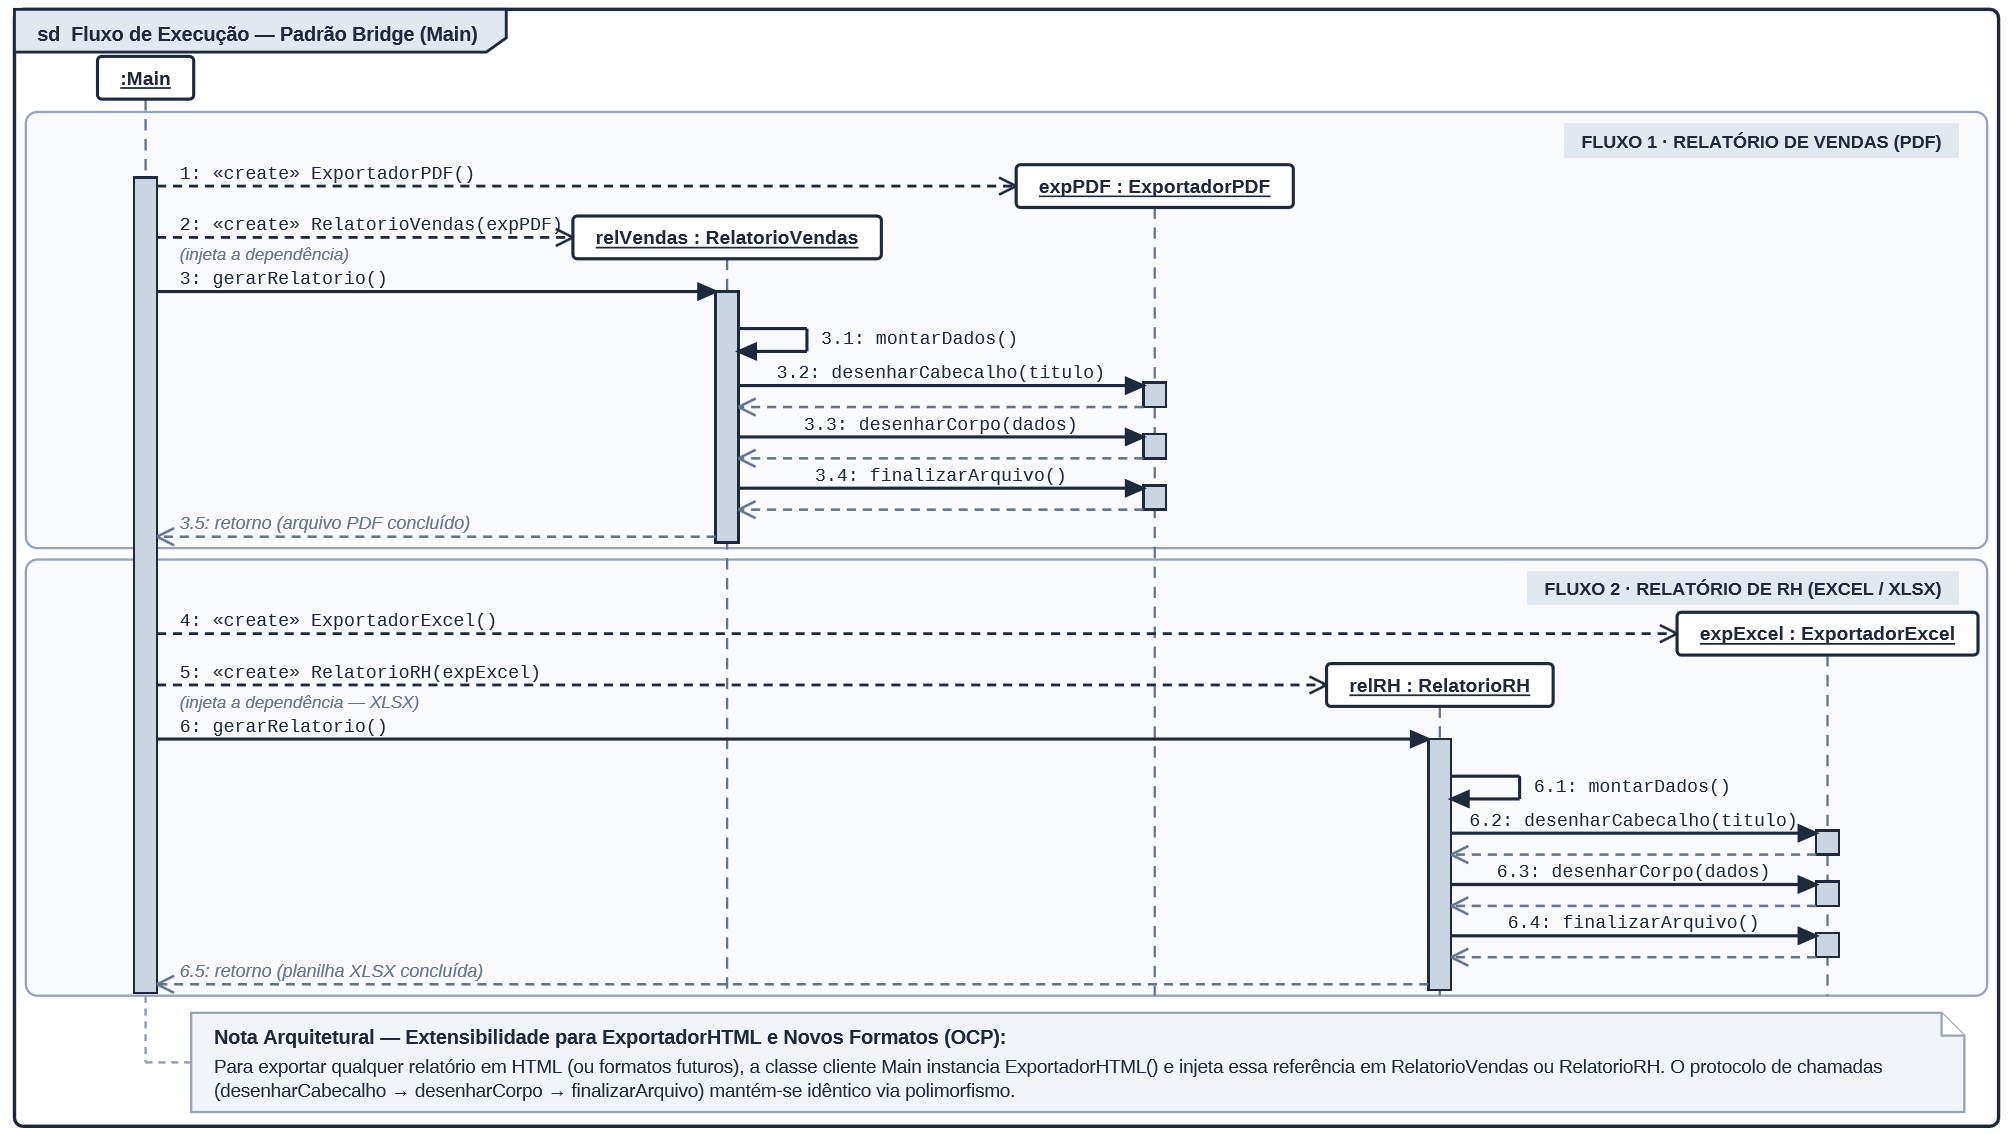 sd Fluxo de Execução — Padrão Bridge (Main)
:Main
FLUXO 1 · RELATÓRIO DE VENDAS (PDF)
1: «create» ExportadorPDF()
expPDF : ExportadorPDF
2: «create» RelatorioVendas(expPDF)
relVendas : RelatorioVendas
(injeta a dependência)
3: gerarRelatorio()
3.1: montarDados()
3.2: desenharCabecalho(titulo)
3.3: desenharCorpo(dados)
3.4: finalizarArquivo()
3.5: retorno (arquivo PDF concluído)
FLUXO 2 · RELATÓRIO DE RH (EXCEL / XLSX)
4: «create» ExportadorExcel()
expExcel : ExportadorExcel
5: «create» RelatorioRH(expExcel)
relRH : RelatorioRH
(injeta a dependência — XLSX)
6: gerarRelatorio()
6.1: montarDados()
6.2: desenharCabecalho(titulo)
6.3: desenharCorpo(dados)
6.4: finalizarArquivo()
6.5: retorno (planilha XLSX concluída)
Nota Arquitetural — Extensibilidade para ExportadorHTML e Novos Formatos (OCP):
Para exportar qualquer relatório em HTML (ou formatos futuros), a classe cliente Main instancia ExportadorHTML() e injeta essa referência em RelatorioVendas ou RelatorioRH. O protocolo de chamadas
(desenharCabecalho → desenharCorpo → finalizarArquivo) mantém-se idêntico via polimorfismo.